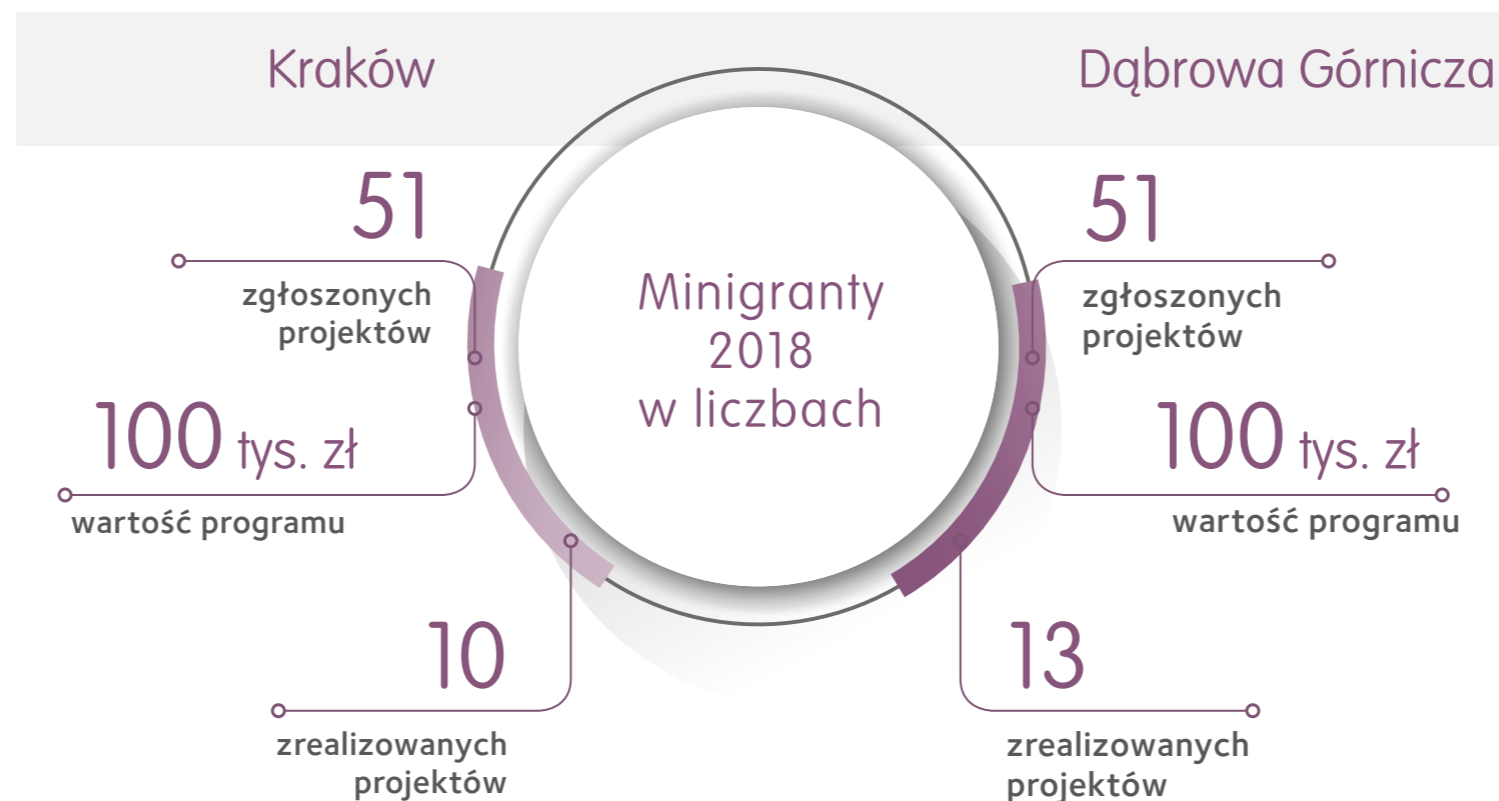 Kraków
51
zgłoszonych
projektów
100 tys. zł
wartość programu
10
zrealizowanych
projektów
Minigranty
2018
w liczbach
Dąbrowa Górnicza
51
zgłoszonych
projektów
100 tys. zł
wartość programu
13
zrealizowanych
projektów